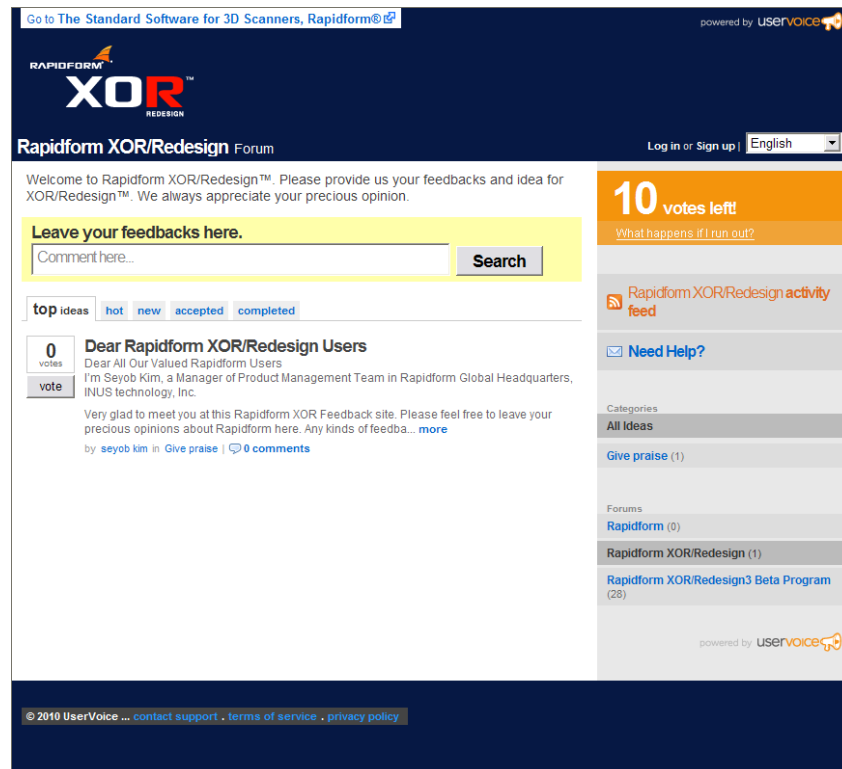 Go to The Standard Software for 3D Scanners, Rapidform®
powered by USERVOICE
RAPIDFORM
XOR™
REDESIGN
Rapidform XOR/Redesign Forum
Log in or Sign up | English
Welcome to Rapidform XOR/Redesign™. Please provide us your feedbacks and idea for
XOR/Redesign™. We always appreciate your precious opinion.
Leave your feedbacks here.
Comment here...
Search
10 votes left!
What happens if I run out?
top ideas hot new accepted completed
Rapidform XOR/Redesign activity
feed
0
votes
vote
Dear Rapidform XOR/Redesign Users
Dear All Our Valued Rapidform Users
I'm Seyob Kim, a Manager of Product Management Team in Rapidform Global Headquarters,
INUS technology, Inc.
Very glad to meet you at this Rapidform XOR Feedback site. Please feel free to leave your
precious opinions about Rapidform here. Any kinds of feedba... more
by seyob kim in Give praise | 0 comments
Need Help?
Categories
All Ideas
Give praise (1)
Forums
Rapidform (0)
Rapidform XOR/Redesign (1)
Rapidform XOR/Redesign3 Beta Program
(28)
powered by USERVOICE
© 2010 UserVoice ... contact support . terms of service . privacy policy